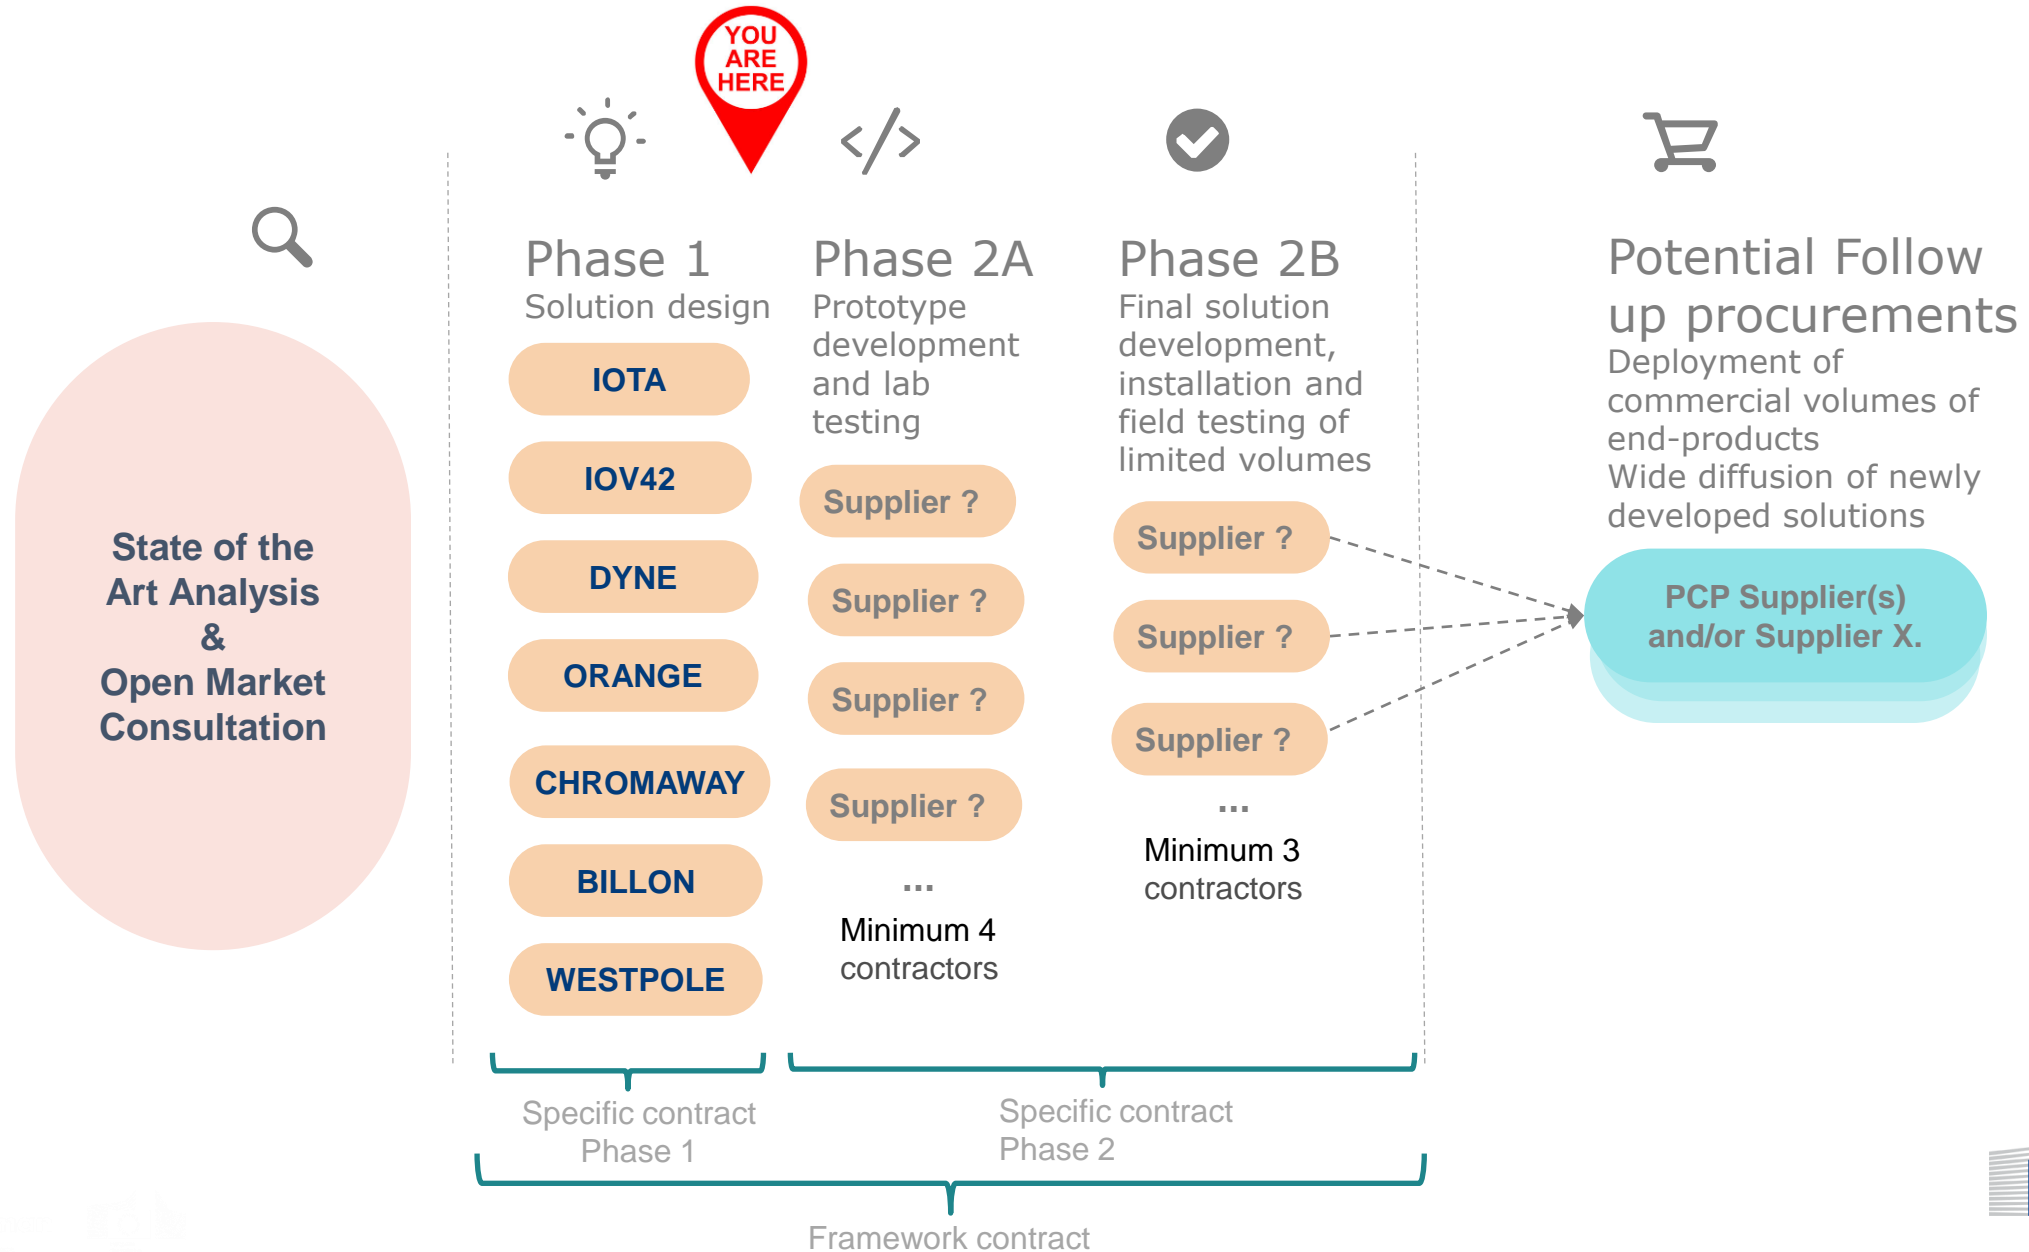 YOU
ARE
HERE
State of the
Art Analysis
&
Open Market
Consultation
Phase 1
Solution design
IOTA
IOV42
DYNE
ORANGE
CHROMAWAY
BILLON
WESTPOLE
Phase 2A
Prototype
development
and lab
testing
Supplier ?
Supplier ?
Supplier ?
Supplier ?
...
Minimum 4
contractors
Phase 2B
Final solution
development,
installation and
field testing of
limited volumes
Supplier ?
Supplier ?
Supplier ?
...
Minimum 3
contractors
Potential Follow
up procurements
Deployment of
commercial volumes of
end-products
Wide diffusion of newly
developed solutions
PCP Supplier(s)
and/or Supplier X.
Specific contract
Phase 1
Specific contract
Phase 2
Framework contract